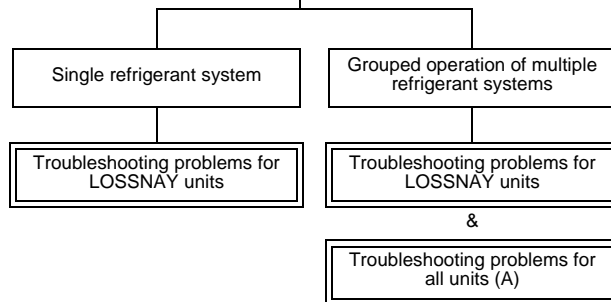 Single refrigerant system
Grouped operation of multiple
refrigerant systems
Troubleshooting problems for
LOSSNAY units
Troubleshooting problems for
LOSSNAY units
&
Troubleshooting problems for
all units (A)